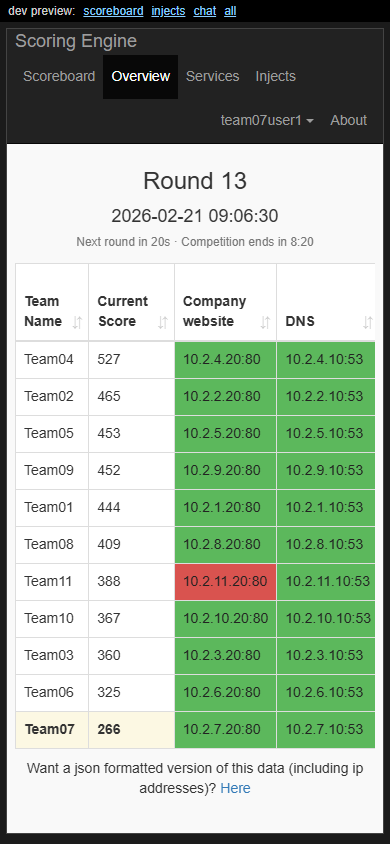 dev preview: scoreboard injects chat all
Scoring Engine
Scoreboard Overview Services Injects
team07user1 About
Round 13
2026-02-21 09:06:30
Next round in 20s · Competition ends in 8:20
Team Name Current Score Company website DNS
Team04 527 10.2.4.20:80 10.2.4.10:53
Team02 465 10.2.2.20:80 10.2.2.10:53
Team05 453 10.2.5.20:80 10.2.5.10:53
Team09 452 10.2.9.20:80 10.2.9.10:53
Team01 444 10.2.1.20:80 10.2.1.10:53
Team08 409 10.2.8.20:80 10.2.8.10:53
Team11 388 10.2.11.20:80 10.2.11.10:53
Team10 367 10.2.10.20:80 10.2.10.10:53
Team03 360 10.2.3.20:80 10.2.3.10:53
Team06 325 10.2.6.20:80 10.2.6.10:53
Team07 266 10.2.7.20:80 10.2.7.10:53
Want a json formatted version of this data (including ip
addresses)? Here